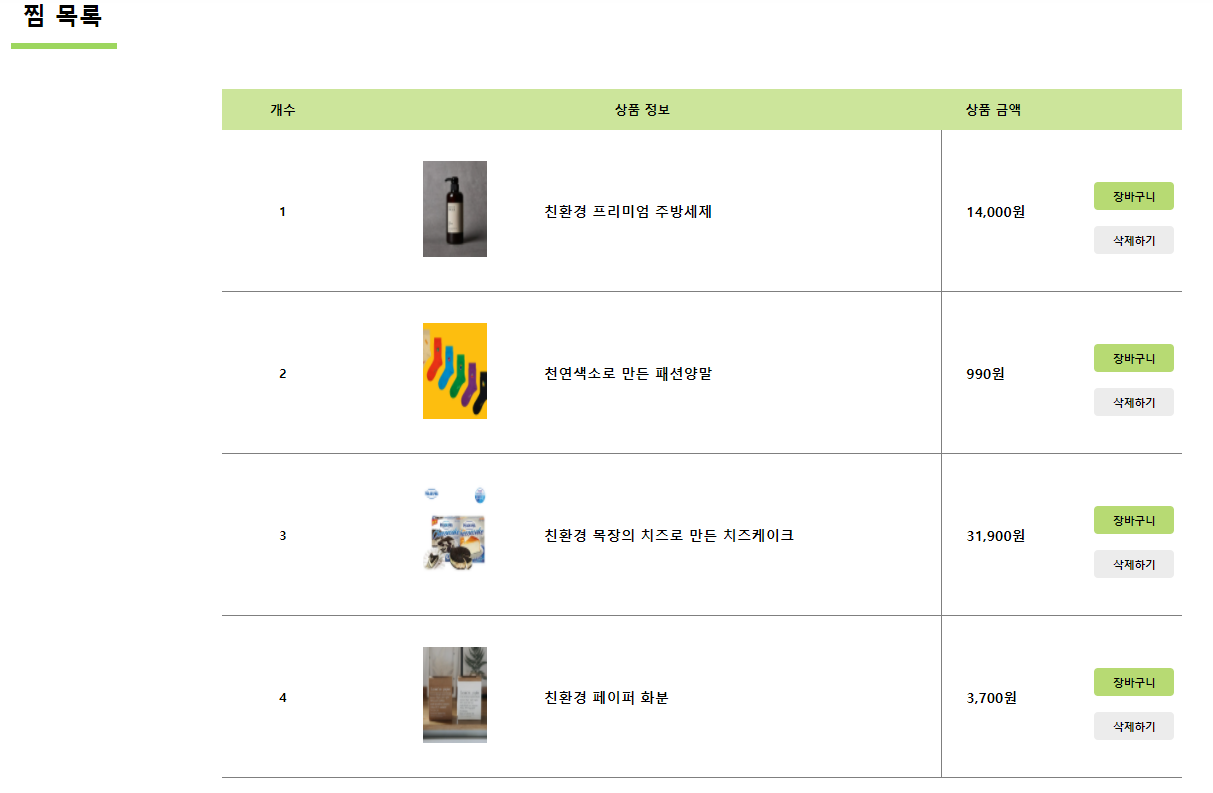 찜 목록
개수 상품 정보 상품 금액
1 친환경 프리미엄 주방세제 14,000원
장바구니
삭제하기
2 천연색소로 만든 패션양말 990원
장바구니
삭제하기
3 친환경 목장의 치즈로 만든 치즈케이크 31,900원
장바구니
삭제하기
4 친환경 페이퍼 화분 3,700원
장바구니
삭제하기